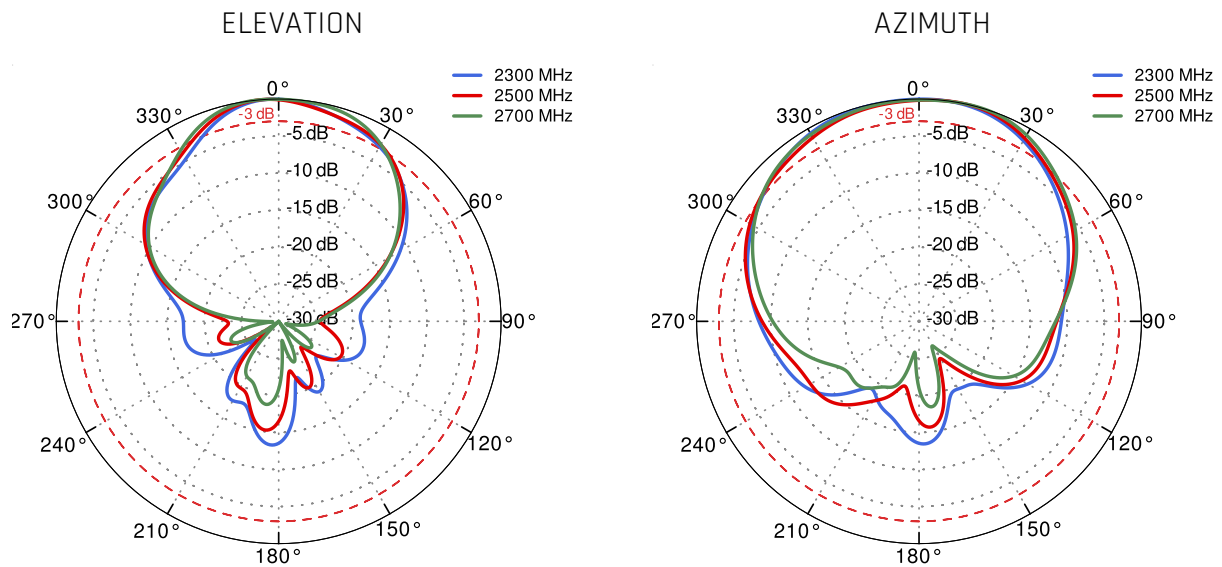 ELEVATION
2300 MHz
2500 MHz
2700 MHz
0°
330°
-3 dB
30°
-5 dB
-10 dB
300°
60°
-15 dB
-20 dB
-25 dB
270°
-30 dB
90°
240°
120°
210°
150°
180°
AZIMUTH
2300 MHz
2500 MHz
2700 MHz
0°
330°
-3 dB
30°
-5 dB
-10 dB
300°
60°
-15 dB
-20 dB
-25 dB
270°
-30 dB
90°
240°
120°
210°
150°
180°